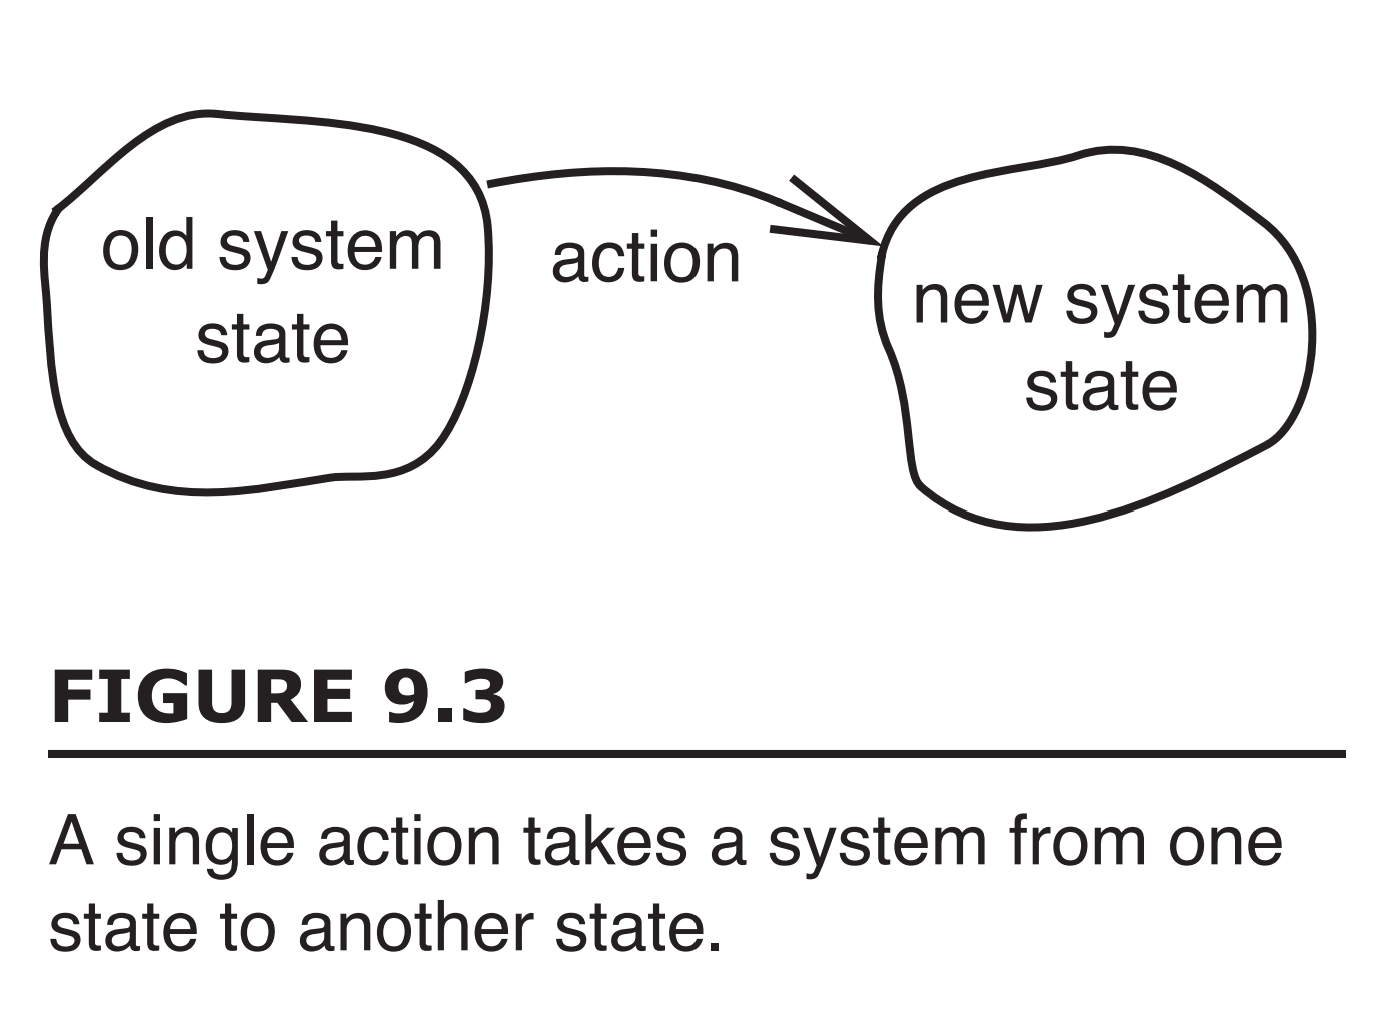 old system
state
action
new system
state
FIGURE 9.3
A single action takes a system from one
state to another state.